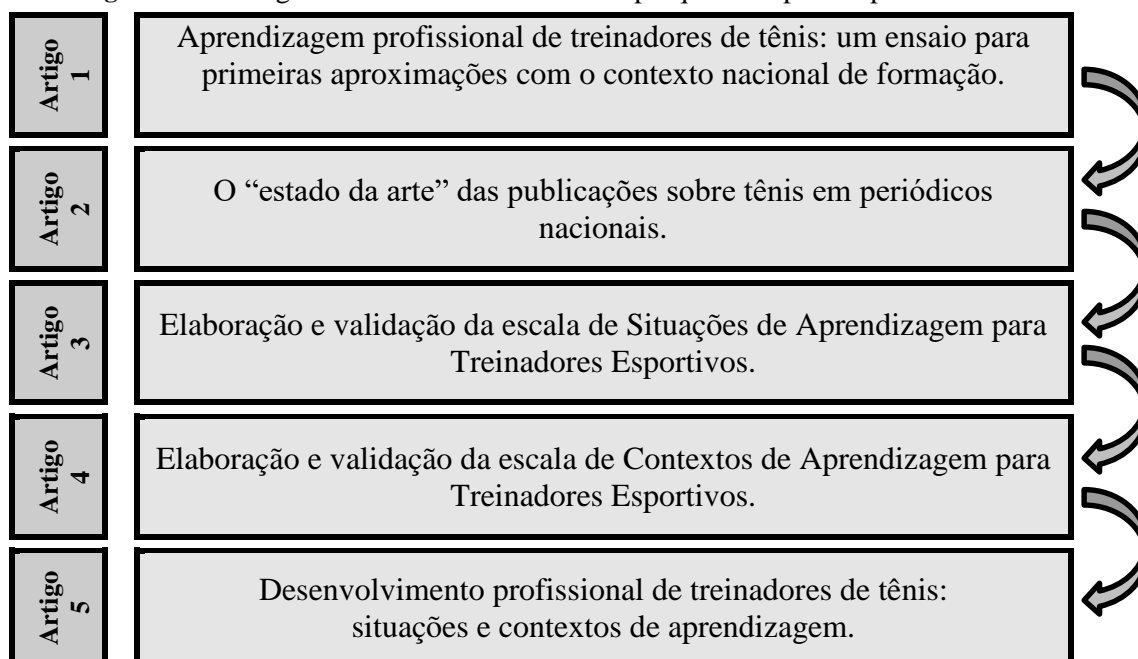 Artigo
1
Aprendizagem profissional de treinadores de tênis: um ensaio para
primeiras aproximações com o contexto nacional de formação.
Artigo
2
O “estado da arte” das publicações sobre tênis em periódicos
nacionais.
Artigo
3
Elaboração e validação da escala de Situações de Aprendizagem para
Treinadores Esportivos.
Artigo
4
Elaboração e validação da escala de Contextos de Aprendizagem para
Treinadores Esportivos.
Artigo
5
Desenvolvimento profissional de treinadores de tênis:
situações e contextos de aprendizagem.